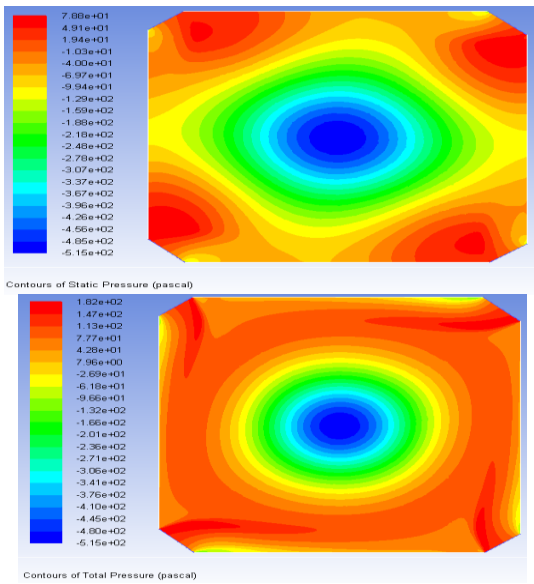 7.88e+01
4.91e+01
1.94e+01
-1.03e+01
-4.00e+01
-6.97e+01
-9.94e+01
-1.29e+02
-1.59e+02
-1.88e+02
-2.18e+02
-2.48e+02
-2.78e+02
-3.07e+02
-3.37e+02
-3.67e+02
-3.96e+02
-4.26e+02
-4.56e+02
-4.85e+02
-5.15e+02
Contours of Static Pressure (pascal)
1.82e+02
1.47e+02
1.13e+02
7.77e+01
4.28e+01
7.96e+00
-2.69e+01
-6.18e+01
-9.66e+01
-1.32e+02
-1.66e+02
-2.01e+02
-2.36e+02
-2.71e+02
-3.06e+02
-3.41e+02
-3.76e+02
-4.10e+02
-4.45e+02
-4.80e+02
-5.15e+02
Contours of Total Pressure (pascal)